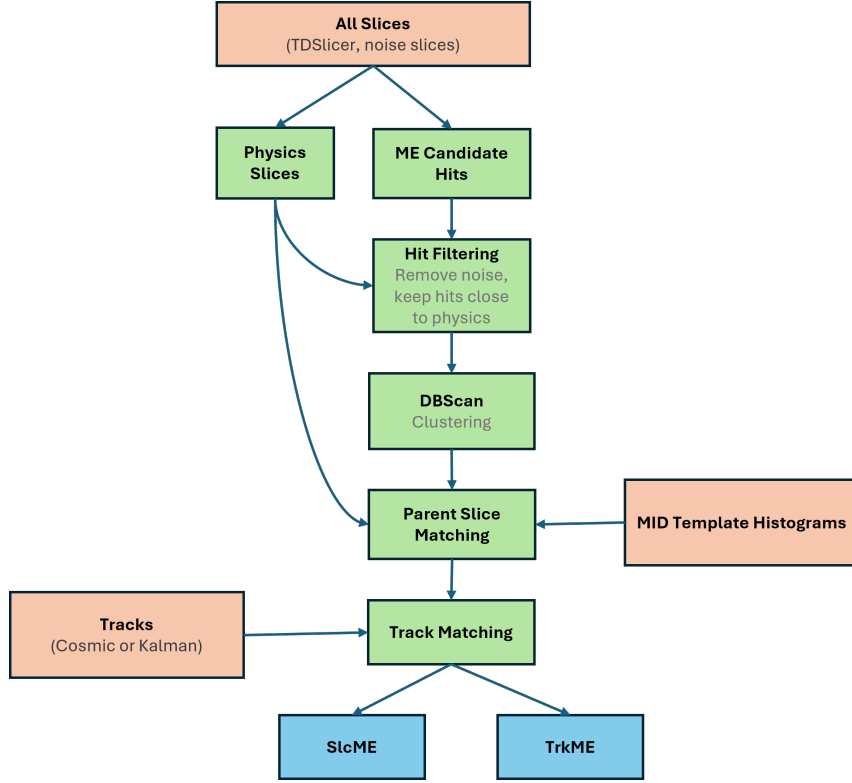 All Slices
(TDSlicer, noise slices)
Physics
Slices
ME Candidate
Hits
Hit Filtering
Remove noise,
keep hits close
to physics
DBScan
Clustering
Parent Slice
Matching
MID Template Histograms
Tracks
(Cosmic or Kalman)
Track Matching
SlcME
TrkME